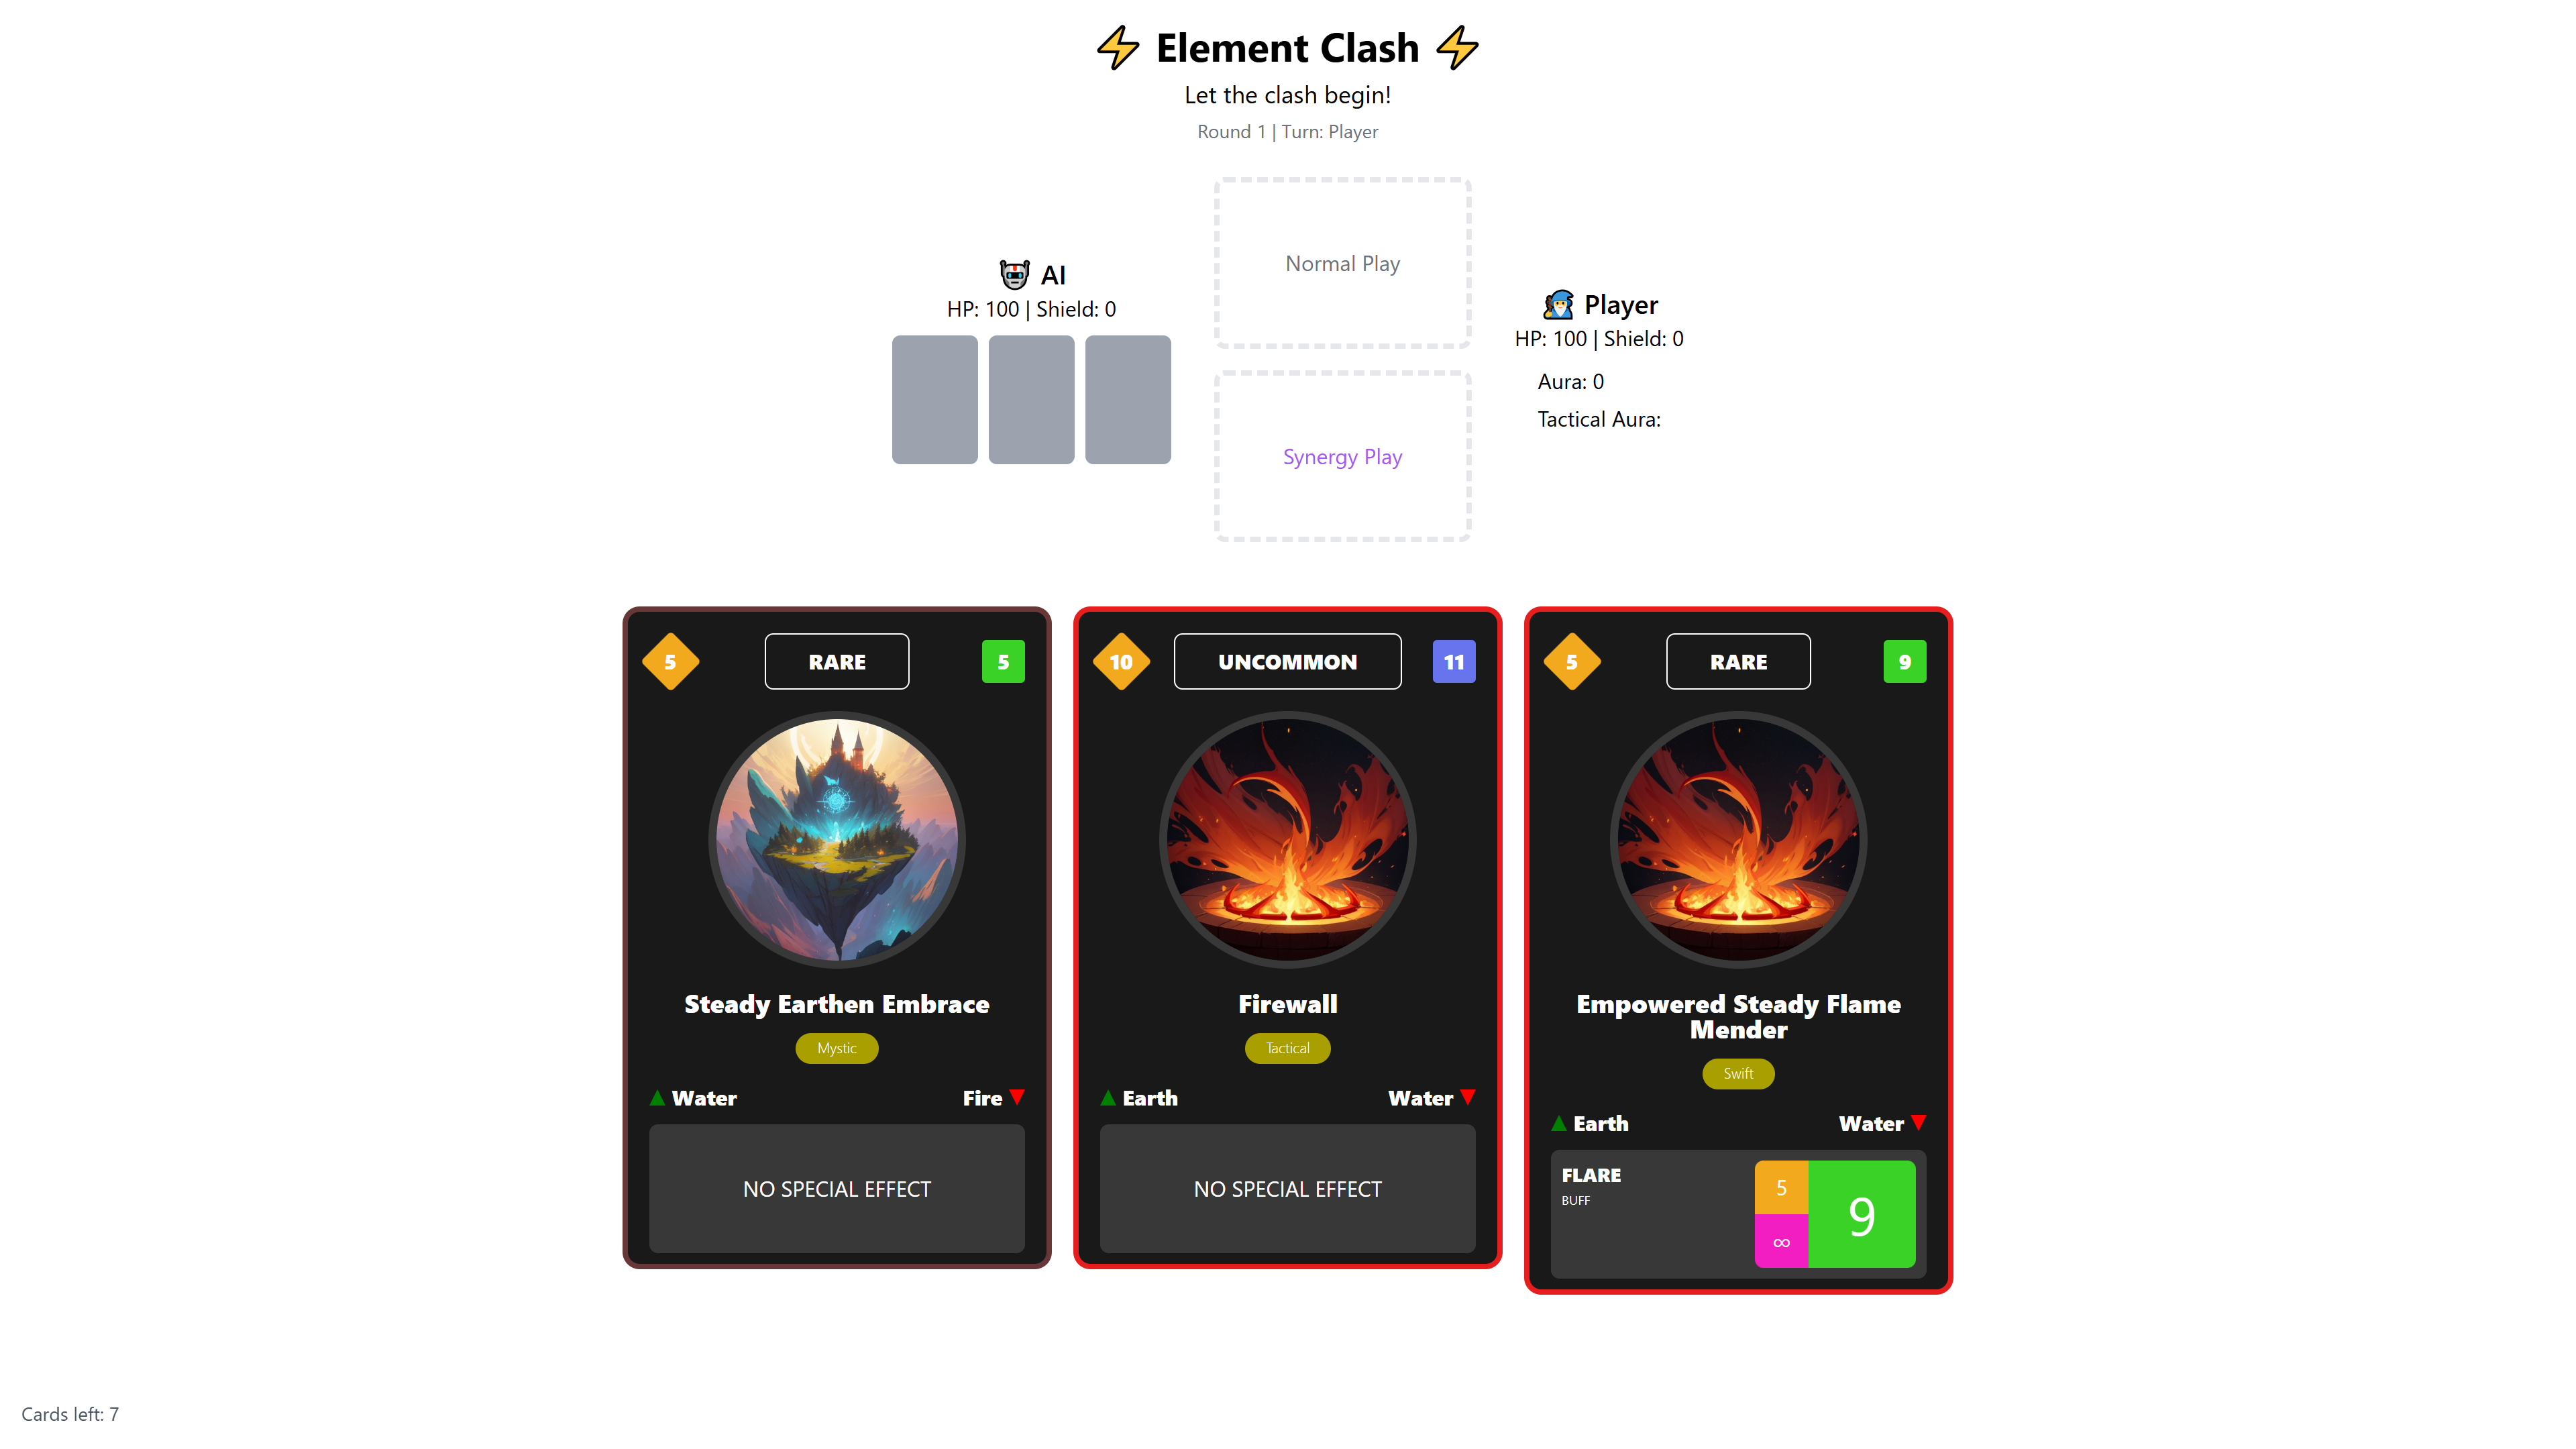 ⚡ Element Clash ⚡
Let the clash begin!
Round 1 | Turn: Player
Normal Play
Synergy Play
AI
HP: 100 | Shield: 0
Player
HP: 100 | Shield: 0
Aura: 0
Tactical Aura:
5 RARE 5
Steady Earthen Embrace
Mystic
▲ Water Fire ▼
NO SPECIAL EFFECT
10 UNCOMMON 11
Firewall
Tactical
▲ Earth Water ▼
NO SPECIAL EFFECT
5 RARE 9
Empowered Steady Flame
Mender
Swift
▲ Earth Water ▼
FLARE
BUFF
5
∞
9
Cards left: 7